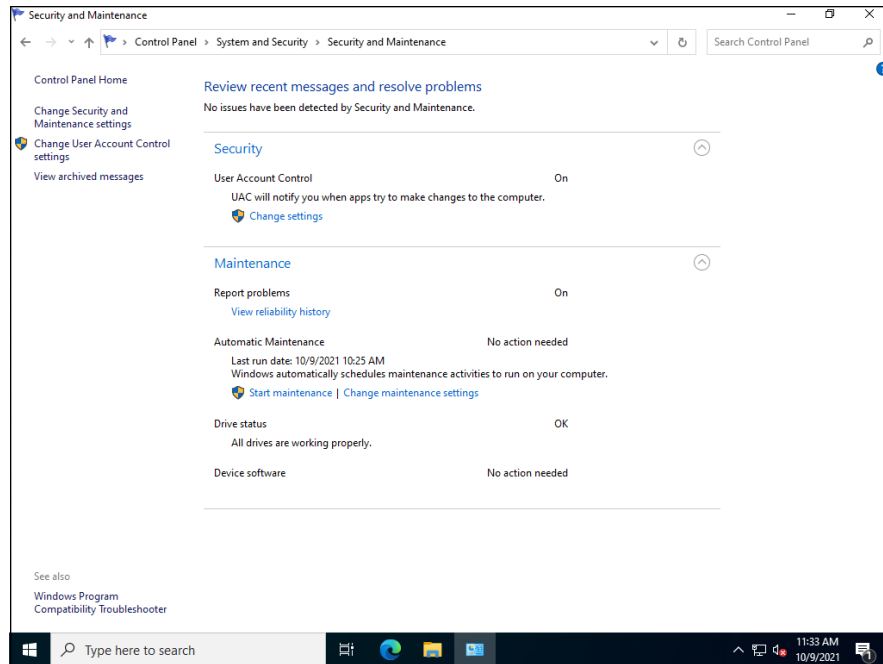 Security and Maintenance
Control Panel > System and Security > Security and Maintenance
Search Control Panel
Control Panel Home
Change Security and
Maintenance settings
Change User Account Control
settings
View archived messages
Review recent messages and resolve problems
No issues have been detected by Security and Maintenance.
Security
User Account Control On
UAC will notify you when apps try to make changes to the computer.
Change settings
Maintenance
Report problems On
View reliability history
Automatic Maintenance No action needed
Last run date: 10/9/2021 10:25 AM
Windows automatically schedules maintenance activities to run on your computer.
Start maintenance | Change maintenance settings
Drive status OK
All drives are working properly.
Device software No action needed
See also
Windows Program
Compatibility Troubleshooter
Type here to search
11:33 AM
10/9/2021
1